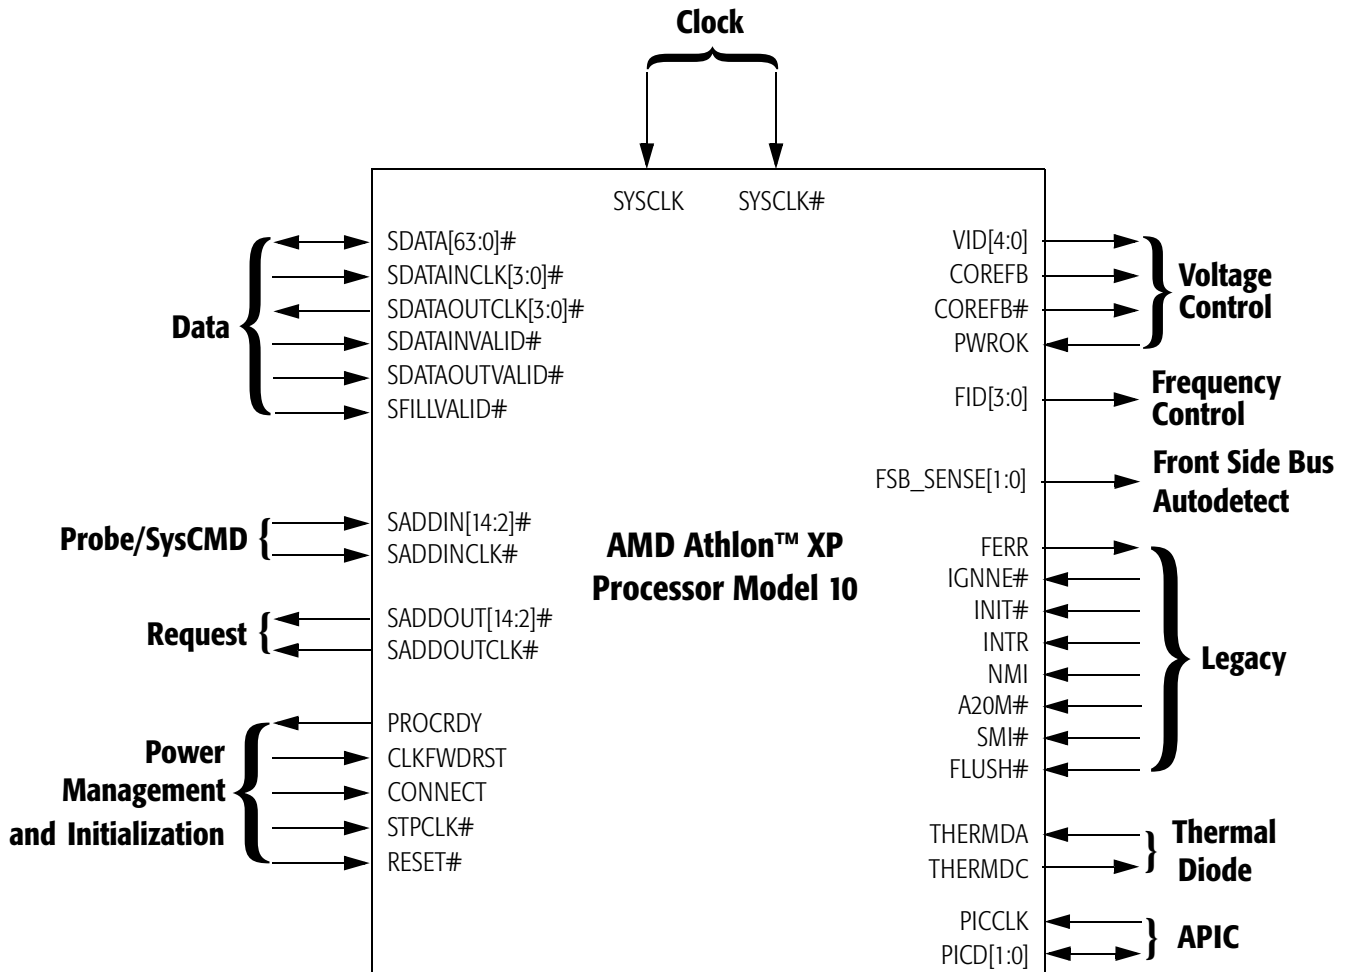 Clock
SYSCLK SYSCLK#
Data
SDATA[63:0]#
SDATAINCLK[3:0]#
SDATAOUTCLK[3:0]#
SDATAINVALID#
SDATAOUTVALID#
SFILLVALID#
Probe/SysCMD
SADDIN[14:2]#
SADDINCLK#
Request
SADDOUT[14:2]#
SADDOUTCLK#
Power
Management
and Initialization
PROCRDY
CLKFWDRST
CONNECT
STPCLK#
RESET#
AMD Athlon™ XP
Processor Model 10
VID[4:0]
COREFB
COREFB#
PWROK
Voltage
Control
FID[3:0]
Frequency
Control
FSB_SENSE[1:0]
Front Side Bus
Autodetect
FERR
IGNNE#
INIT#
INTR
NMI
A20M#
SMI#
FLUSH#
Legacy
THERMDA
THERMDC
Thermal
Diode
PICCLK
PICD[1:0]
APIC